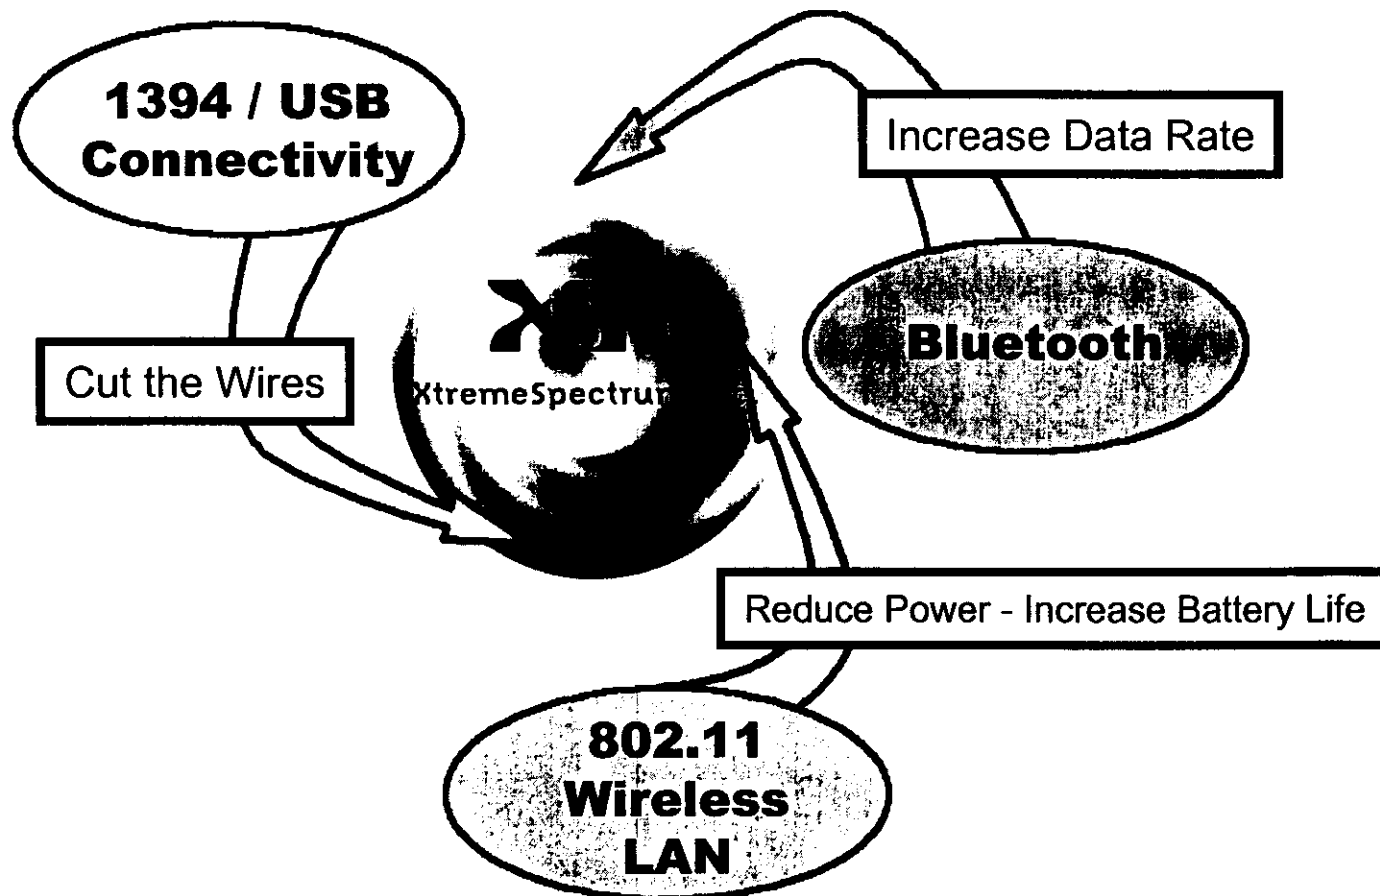 1394 / USB
Connectivity
Increase Data Rate
Bluetooth
Cut the Wires
XtremeSpectrum
Reduce Power - Increase Battery Life
802.11
Wireless
LAN